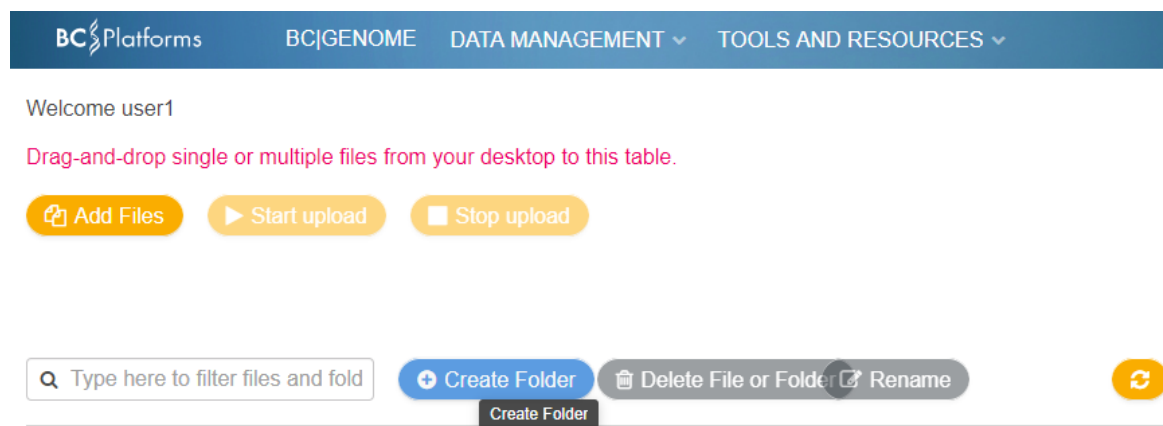 BC Platforms BC|GENOME DATA MANAGEMENT TOOLS AND RESOURCES
Welcome user1
Drag-and-drop single or multiple files from your desktop to this table.
Add Files Start upload Stop upload
Type here to filter files and fold Create Folder Delete File or Folder Rename
Create Folder